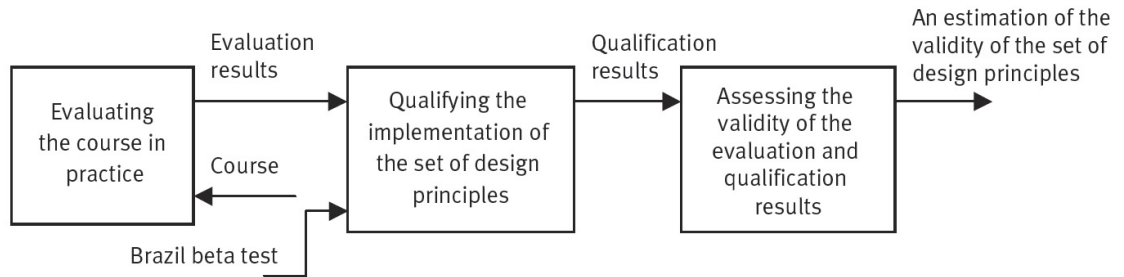 Evaluating
the course in
practice
Evaluation
results
Course
Brazil beta test
Qualifying the
implementation of
the set of design
principles
Qualification
results
Assessing the
validity of the
evaluation and
qualification
results
An estimation of the
validity of the set of
design principles